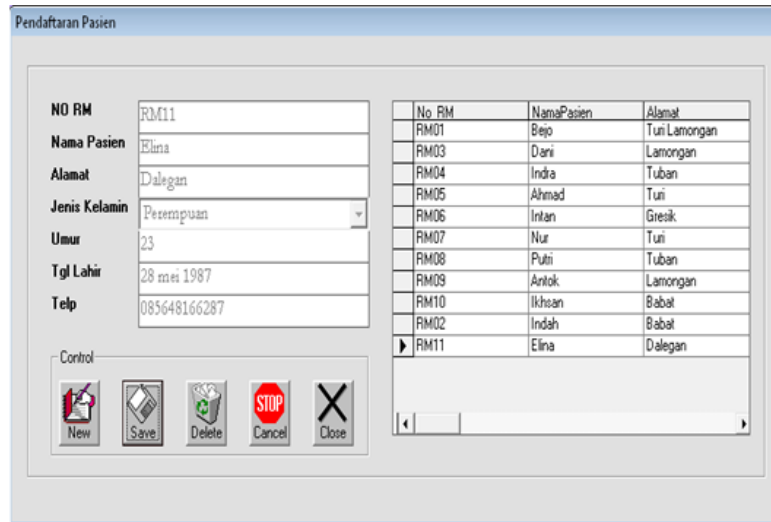 Pendaftaran Pasien
NO RM RM11
Nama Pasien Elina
Alamat Dalegan
Jenis Kelamin Perempuan
Umur 23
Tgl Lahir 28 mei 1987
Telp 085648166287
Control
New Save Delete STOP Cancel Close
No_RM NamaPasien Alamat
RM01 Bejo Turi Lamongan
RM03 Dani Lamongan
RM04 Indra Tuban
RM05 Ahmad Turi
RM06 Intan Gresik
RM07 Nur Turi
RM08 Putri Tuban
RM09 Antok Lamongan
RM10 Ikhsan Babat
RM02 Indah Babat
RM11 Elina Dalegan